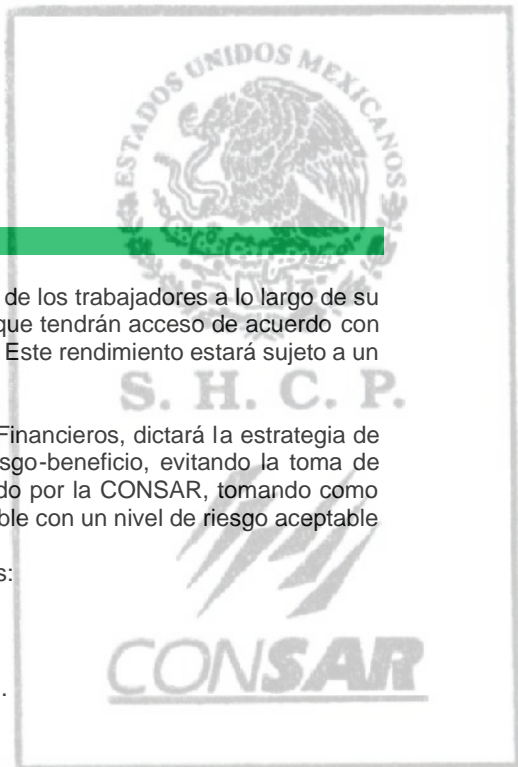 ESTADOS UNIDOS MEXICANOS
de los trabajadores a lo largo de su
que tendrán acceso de acuerdo con
Este rendimiento estará sujeto a un
S. H. C. P.
Financieros, dictará la estrategia de
sgo-beneficio, evitando la toma de
do por la CONSAR, tomando como
ble con un nivel de riesgo aceptable
s:
.
CONSAR